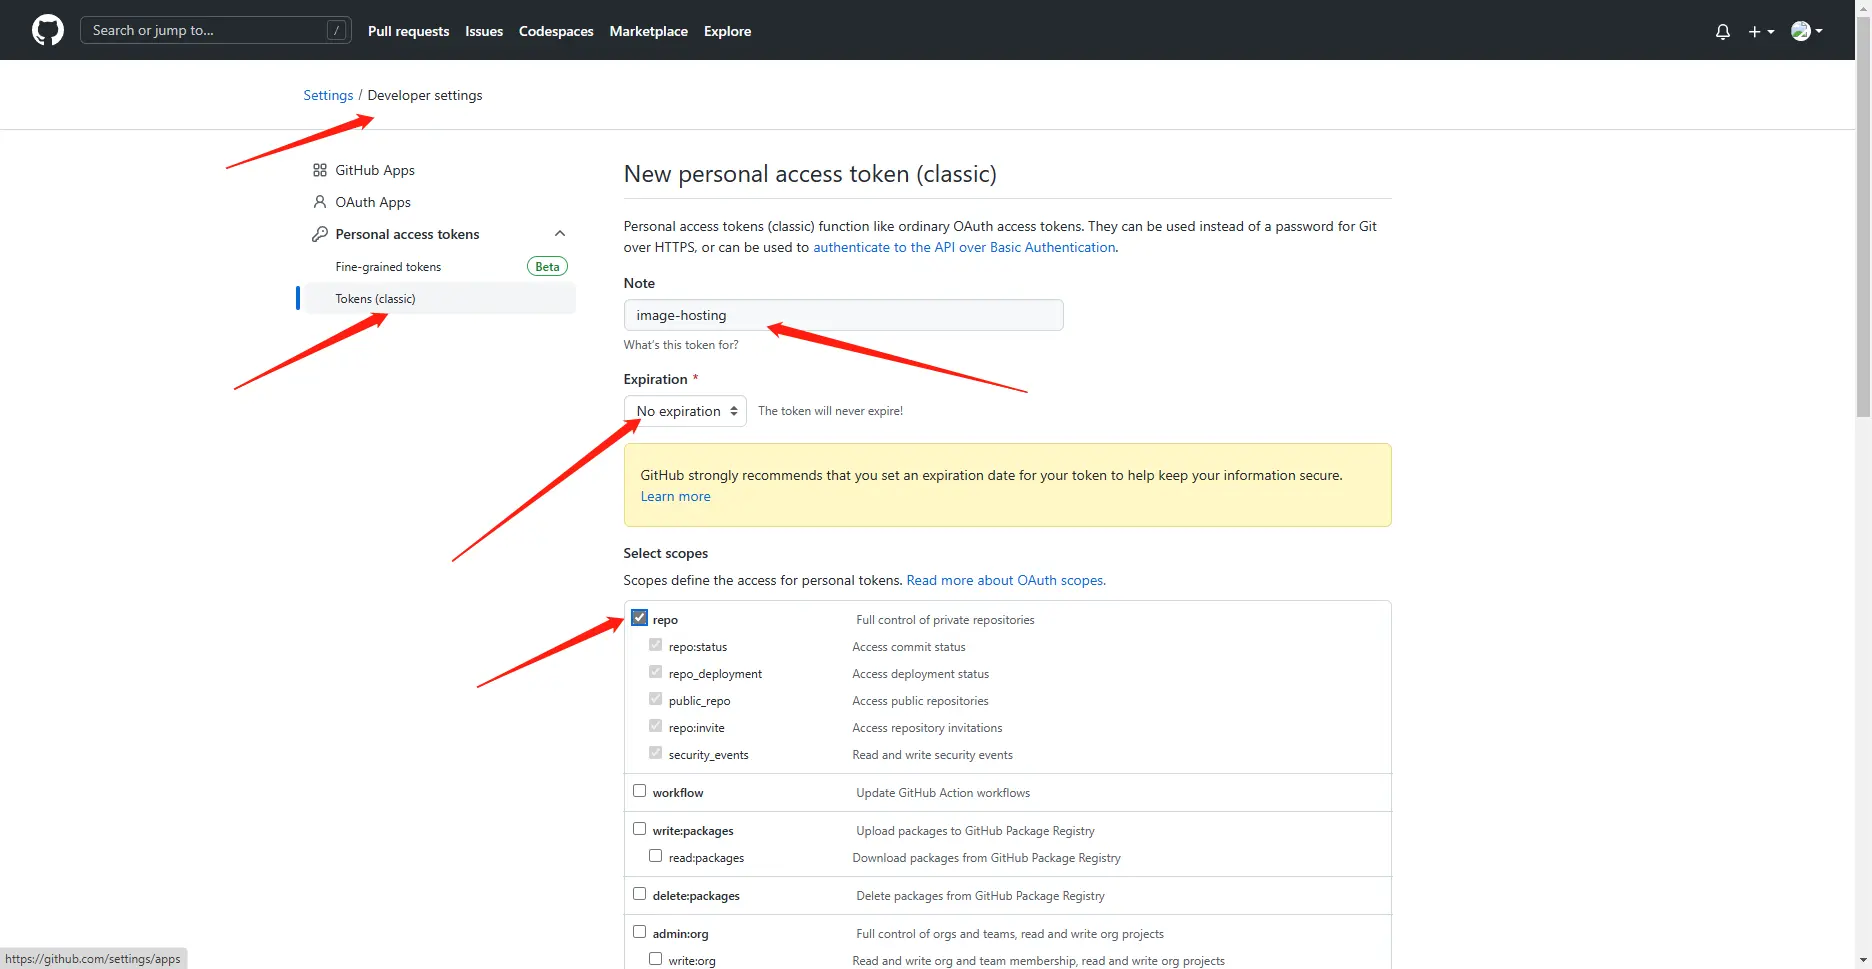 Search or jump to... /
Pull requests Issues Codespaces Marketplace Explore
Settings / Developer settings
GitHub Apps
OAuth Apps
Personal access tokens
Fine-grained tokens Beta
Tokens (classic)
New personal access token (classic)
Personal access tokens (classic) function like ordinary OAuth access tokens. They can be used instead of a password for Git
over HTTPS, or can be used to authenticate to the API over Basic Authentication.
Note
image-hosting
What's this token for?
Expiration *
No expiration The token will never expire!
GitHub strongly recommends that you set an expiration date for your token to help keep your information secure.
Learn more
Select scopes
Scopes define the access for personal tokens. Read more about OAuth scopes.
repo Full control of private repositories
repo:status Access commit status
repo_deployment Access deployment status
public_repo Access public repositories
repo:invite Access repository invitations
security_events Read and write security events
workflow Update GitHub Action workflows
write:packages Upload packages to GitHub Package Registry
read:packages Download packages from GitHub Package Registry
delete:packages Delete packages from GitHub Package Registry
admin:org Full control of orgs and teams, read and write org projects
write:org Read and write org and team membership, read and write org projects
https://github.com/settings/apps